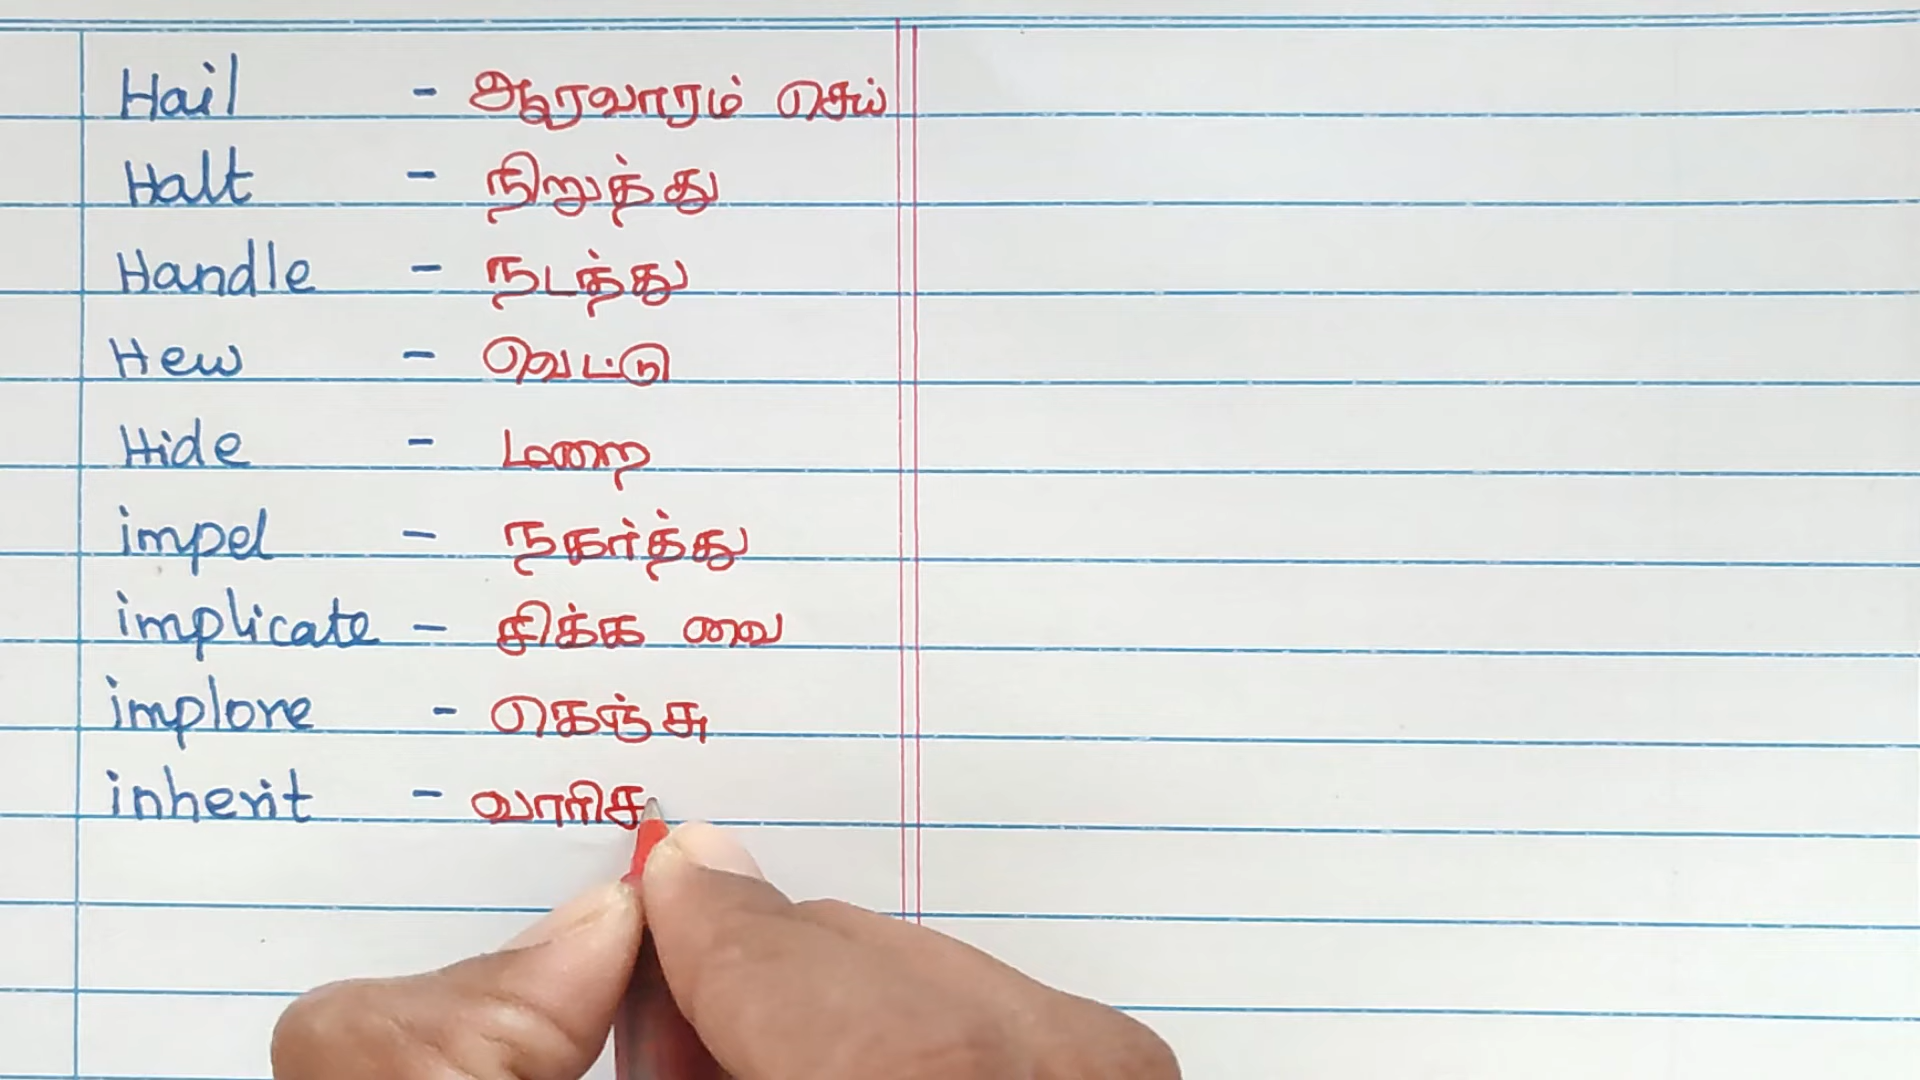 Hail - ஆரவாரம் செய்
Halt - நிறுத்து
Handle - நடத்து
Hew - வெட்டு
Hide - மறை
impel - நகர்த்து
implicate - சிக்க வை
implore - கெஞ்சு
inherit - வாரிச